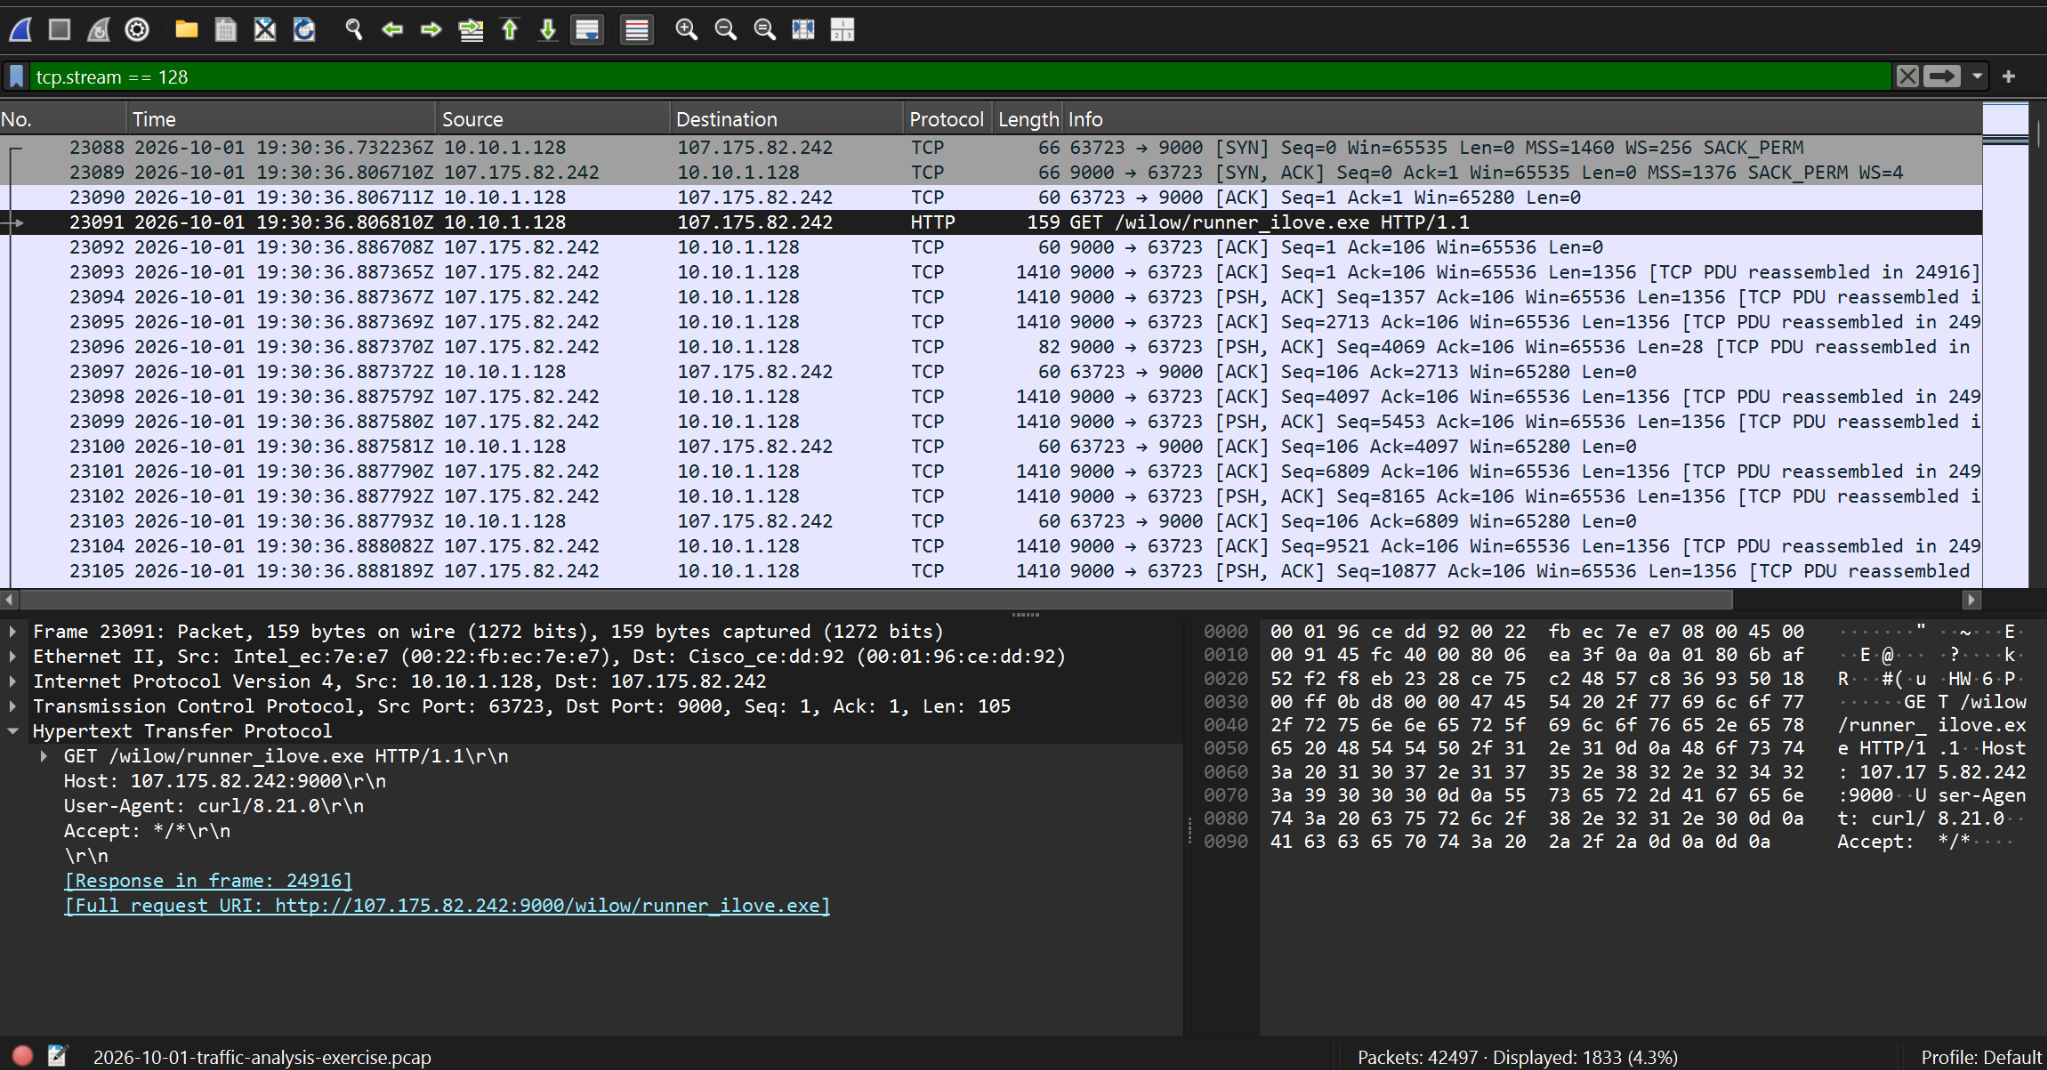 tcp.stream == 128
No. Time Source Destination Protocol Length Info
23088 2026-10-01 19:30:36.732236Z 10.10.1.128 107.175.82.242 TCP 66 63723 → 9000 [SYN] Seq=0 Win=65535 Len=0 MSS=1460 WS=256 SACK_PERM
23089 2026-10-01 19:30:36.806710Z 107.175.82.242 10.10.1.128 TCP 66 9000 → 63723 [SYN, ACK] Seq=0 Ack=1 Win=65535 Len=0 MSS=1376 SACK_PERM WS=4
23090 2026-10-01 19:30:36.806711Z 10.10.1.128 107.175.82.242 TCP 60 63723 → 9000 [ACK] Seq=1 Ack=1 Win=65280 Len=0
23091 2026-10-01 19:30:36.806810Z 10.10.1.128 107.175.82.242 HTTP 159 GET /wilow/runner_ilove.exe HTTP/1.1
23092 2026-10-01 19:30:36.886708Z 107.175.82.242 10.10.1.128 TCP 60 9000 → 63723 [ACK] Seq=1 Ack=106 Win=65536 Len=0
23093 2026-10-01 19:30:36.887365Z 107.175.82.242 10.10.1.128 TCP 1410 9000 → 63723 [ACK] Seq=1 Ack=106 Win=65536 Len=1356 [TCP PDU reassembled in 24916]
23094 2026-10-01 19:30:36.887367Z 107.175.82.242 10.10.1.128 TCP 1410 9000 → 63723 [PSH, ACK] Seq=1357 Ack=106 Win=65536 Len=1356 [TCP PDU reassembled i
23095 2026-10-01 19:30:36.887369Z 107.175.82.242 10.10.1.128 TCP 1410 9000 → 63723 [ACK] Seq=2713 Ack=106 Win=65536 Len=1356 [TCP PDU reassembled in 249
23096 2026-10-01 19:30:36.887370Z 107.175.82.242 10.10.1.128 TCP 82 9000 → 63723 [PSH, ACK] Seq=4069 Ack=106 Win=65536 Len=28 [TCP PDU reassembled in
23097 2026-10-01 19:30:36.887372Z 10.10.1.128 107.175.82.242 TCP 60 63723 → 9000 [ACK] Seq=106 Ack=2713 Win=65280 Len=0
23098 2026-10-01 19:30:36.887579Z 107.175.82.242 10.10.1.128 TCP 1410 9000 → 63723 [ACK] Seq=4097 Ack=106 Win=65536 Len=1356 [TCP PDU reassembled in 249
23099 2026-10-01 19:30:36.887580Z 107.175.82.242 10.10.1.128 TCP 1410 9000 → 63723 [PSH, ACK] Seq=5453 Ack=106 Win=65536 Len=1356 [TCP PDU reassembled i
23100 2026-10-01 19:30:36.887581Z 10.10.1.128 107.175.82.242 TCP 60 63723 → 9000 [ACK] Seq=106 Ack=4097 Win=65280 Len=0
23101 2026-10-01 19:30:36.887790Z 107.175.82.242 10.10.1.128 TCP 1410 9000 → 63723 [ACK] Seq=6809 Ack=106 Win=65536 Len=1356 [TCP PDU reassembled in 249
23102 2026-10-01 19:30:36.887792Z 107.175.82.242 10.10.1.128 TCP 1410 9000 → 63723 [PSH, ACK] Seq=8165 Ack=106 Win=65536 Len=1356 [TCP PDU reassembled i
23103 2026-10-01 19:30:36.887793Z 10.10.1.128 107.175.82.242 TCP 60 63723 → 9000 [ACK] Seq=106 Ack=6809 Win=65280 Len=0
23104 2026-10-01 19:30:36.888082Z 107.175.82.242 10.10.1.128 TCP 1410 9000 → 63723 [ACK] Seq=9521 Ack=106 Win=65536 Len=1356 [TCP PDU reassembled in 249
23105 2026-10-01 19:30:36.888189Z 107.175.82.242 10.10.1.128 TCP 1410 9000 → 63723 [PSH, ACK] Seq=10877 Ack=106 Win=65536 Len=1356 [TCP PDU reassembled
Frame 23091: Packet, 159 bytes on wire (1272 bits), 159 bytes captured (1272 bits)
Ethernet II, Src: Intel_ec:7e:e7 (00:22:fb:ec:7e:e7), Dst: Cisco_ce:dd:92 (00:01:96:ce:dd:92)
Internet Protocol Version 4, Src: 10.10.1.128, Dst: 107.175.82.242
Transmission Control Protocol, Src Port: 63723, Dst Port: 9000, Seq: 1, Ack: 1, Len: 105
Hypertext Transfer Protocol
GET /wilow/runner_ilove.exe HTTP/1.1\r\n
Host: 107.175.82.242:9000\r\n
User-Agent: curl/8.21.0\r\n
Accept: */*\r\n
\r\n
[Response in frame: 24916]
[Full request URI: http://107.175.82.242:9000/wilow/runner_ilove.exe]
0000 00 01 96 ce dd 92 00 22 fb ec 7e e7 08 00 45 00 ·······" ··~···E·
0010 00 91 45 fc 40 00 80 06 ea 3f 0a 0a 01 80 6b af ··E·@··· ·?····k·
0020 52 f2 f8 eb 23 28 ce 75 c2 48 57 c8 36 93 50 18 R···#(·u ·HW·6·P·
0030 00 ff 0b d8 00 00 47 45 54 20 2f 77 69 6c 6f 77 ······GE T /wilow
0040 2f 72 75 6e 6e 65 72 5f 69 6c 6f 76 65 2e 65 78 /runner_ ilove.ex
0050 65 20 48 54 54 50 2f 31 2e 31 0d 0a 48 6f 73 74 e HTTP/1 .1··Host
0060 3a 20 31 30 37 2e 31 37 35 2e 38 32 2e 32 34 32 : 107.17 5.82.242
0070 3a 39 30 30 30 0d 0a 55 73 65 72 2d 41 67 65 6e :9000··U ser-Agen
0080 74 3a 20 63 75 72 6c 2f 38 2e 32 31 2e 30 0d 0a t: curl/ 8.21.0··
0090 41 63 63 65 70 74 3a 20 2a 2f 2a 0d 0a 0d 0a Accept: */*····
2026-10-01-traffic-analysis-exercise.pcap Packets: 42497 · Displayed: 1833 (4.3%) Profile: Default